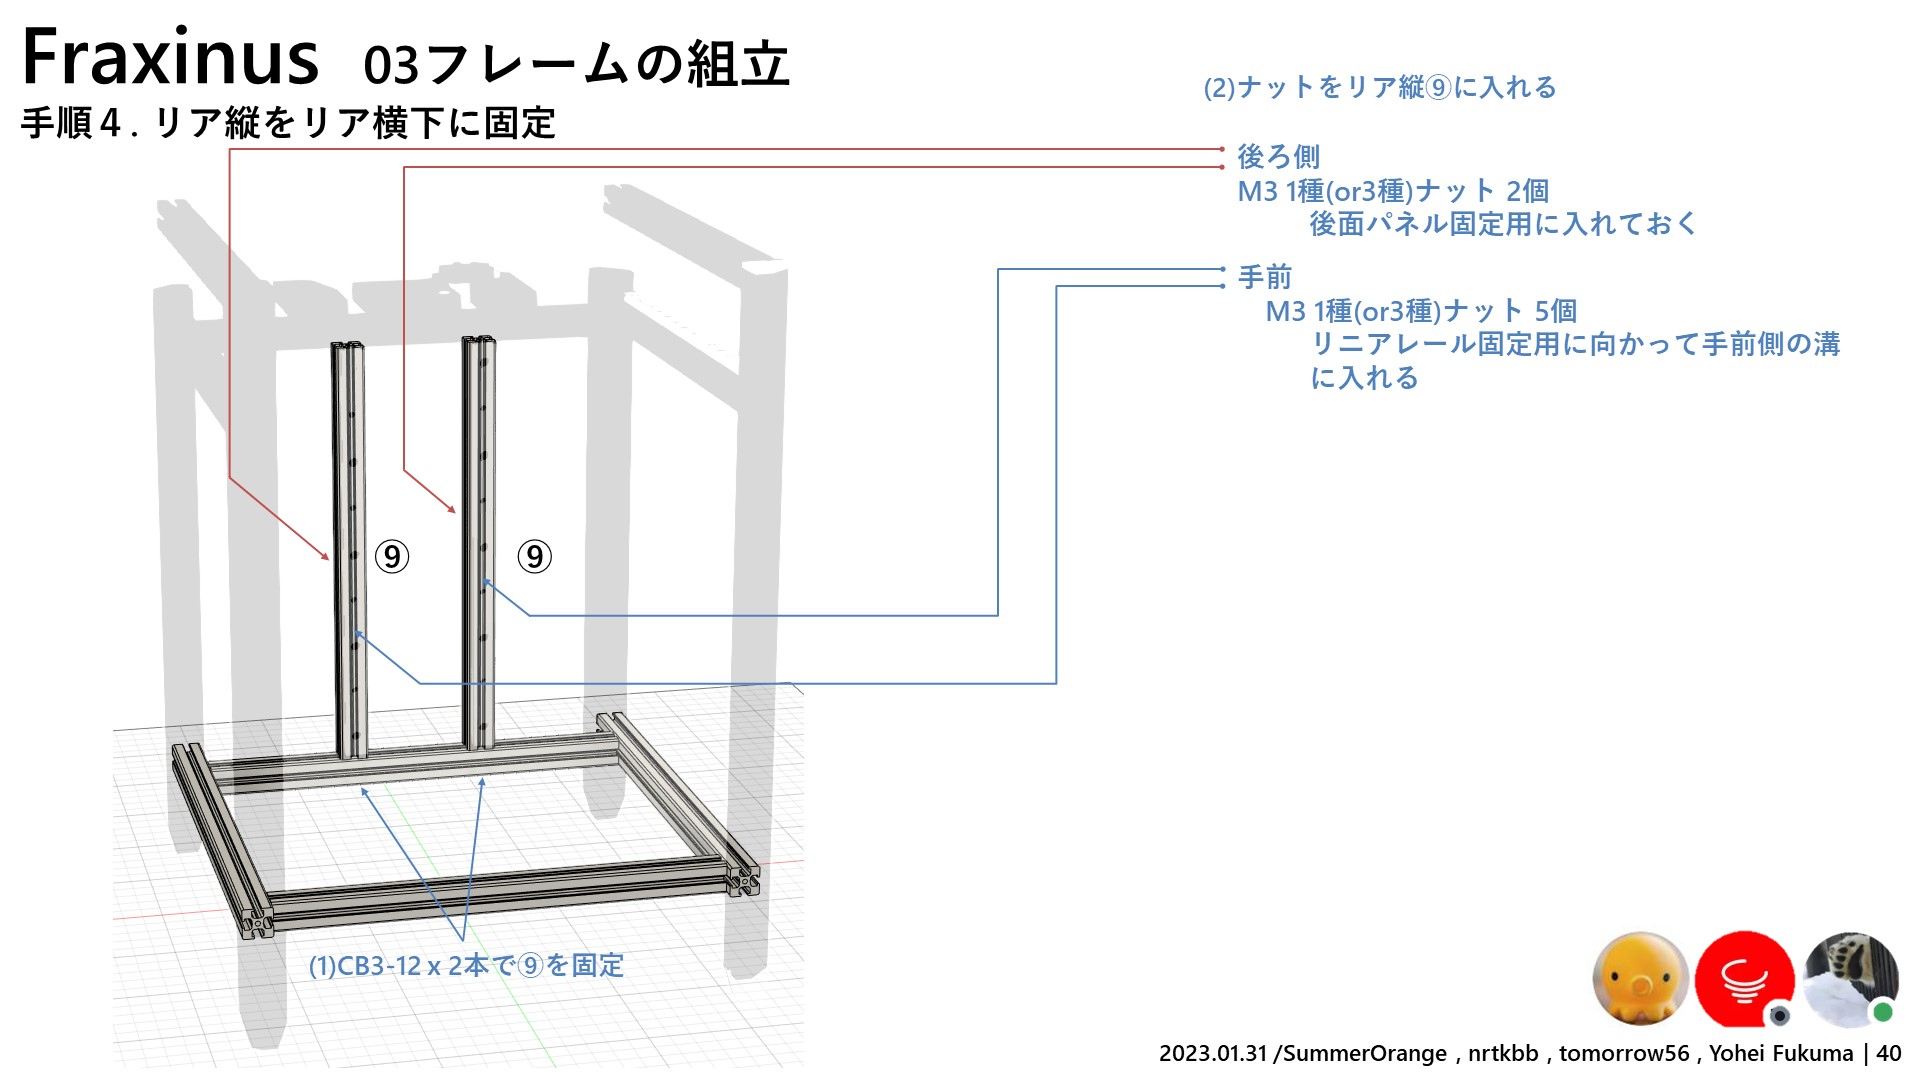 Fraxinus 03フレームの組立
手順４. リア縦をリア横下に固定
(2)ナットをリア縦⑨に入れる
後ろ側
M3 1種(or3種)ナット 2個
後面パネル固定用に入れておく
手前
M3 1種(or3種)ナット 5個
リニアレール固定用に向かって手前側の溝
に入れる
⑨
⑨
(1)CB3-12 x 2本で⑨を固定
2023.01.31 /SummerOrange , nrtkbb , tomorrow56 , Yohei Fukuma | 40